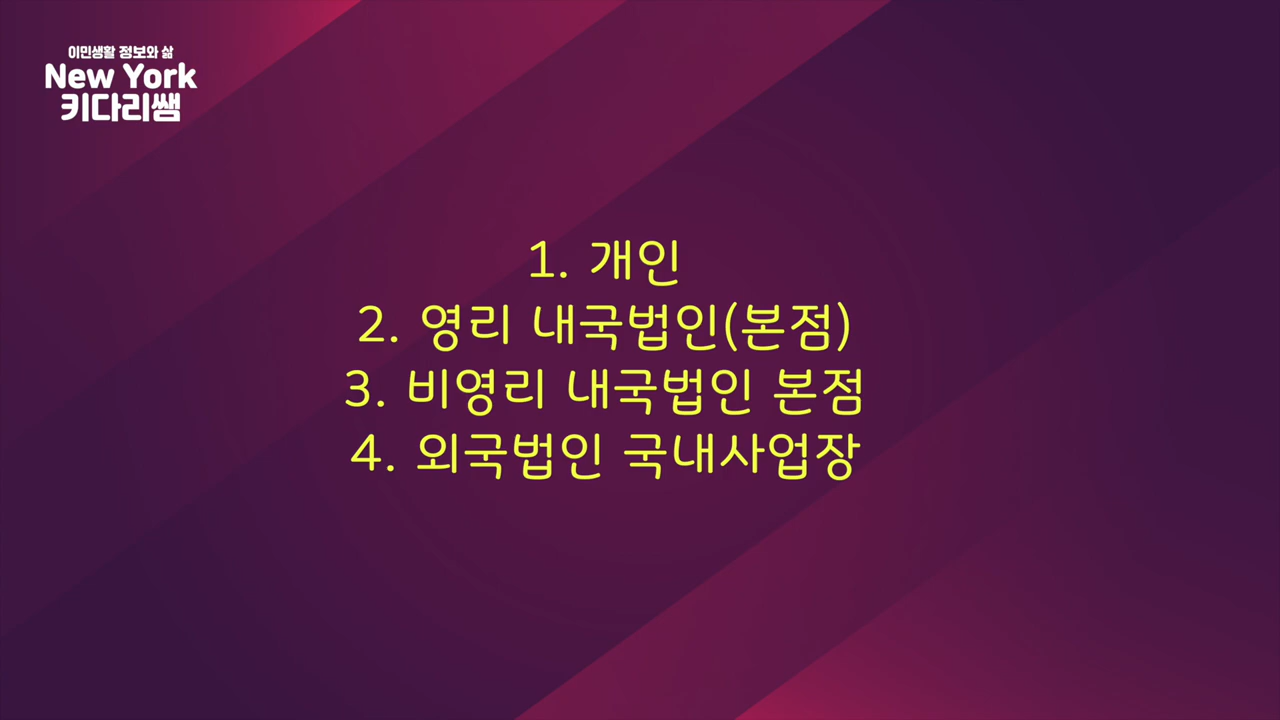 이민생활 정보와 삶
New York
키다리쌤
1. 개인
2. 영리 내국법인(본점)
3. 비영리 내국법인 본점
4. 외국법인 국내사업장